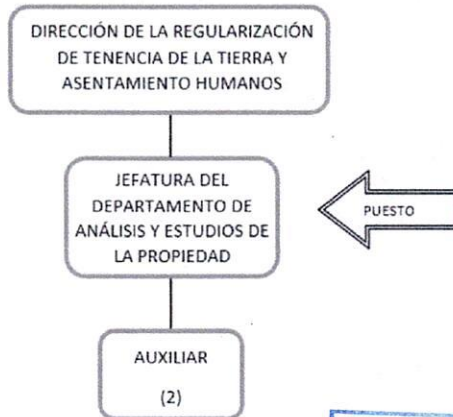 DIRECCIÓN DE LA REGULARIZACIÓN
DE TENENCIA DE LA TIERRA Y
ASENTAMIENTO HUMANOS
JEFATURA DEL
DEPARTAMENTO DE
ANÁLISIS Y ESTUDIOS DE
LA PROPIEDAD
PUESTO
AUXILIAR
(2)